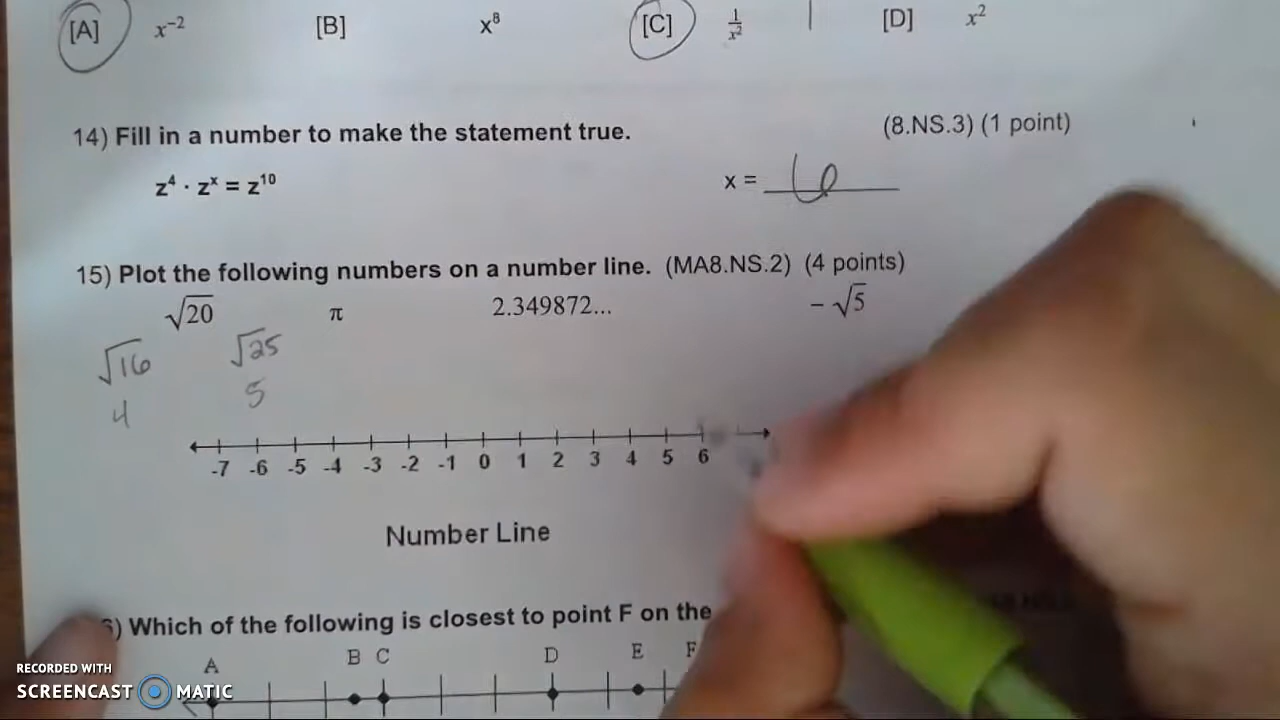 [A] x⁻² [B] x⁸ [C] 1/x² [D] x²
14) Fill in a number to make the statement true. (8.NS.3) (1 point)
z⁴ · zˣ = z¹⁰ x = 6
15) Plot the following numbers on a number line. (MA8.NS.2) (4 points)
√20 π 2.349872... − √5
√16 √25
4 5
-7 -6 -5 -4 -3 -2 -1 0 1 2 3 4 5 6
Number Line
) Which of the following is closest to point F on the
A B C D E F
RECORDED WITH
SCREENCAST MATIC